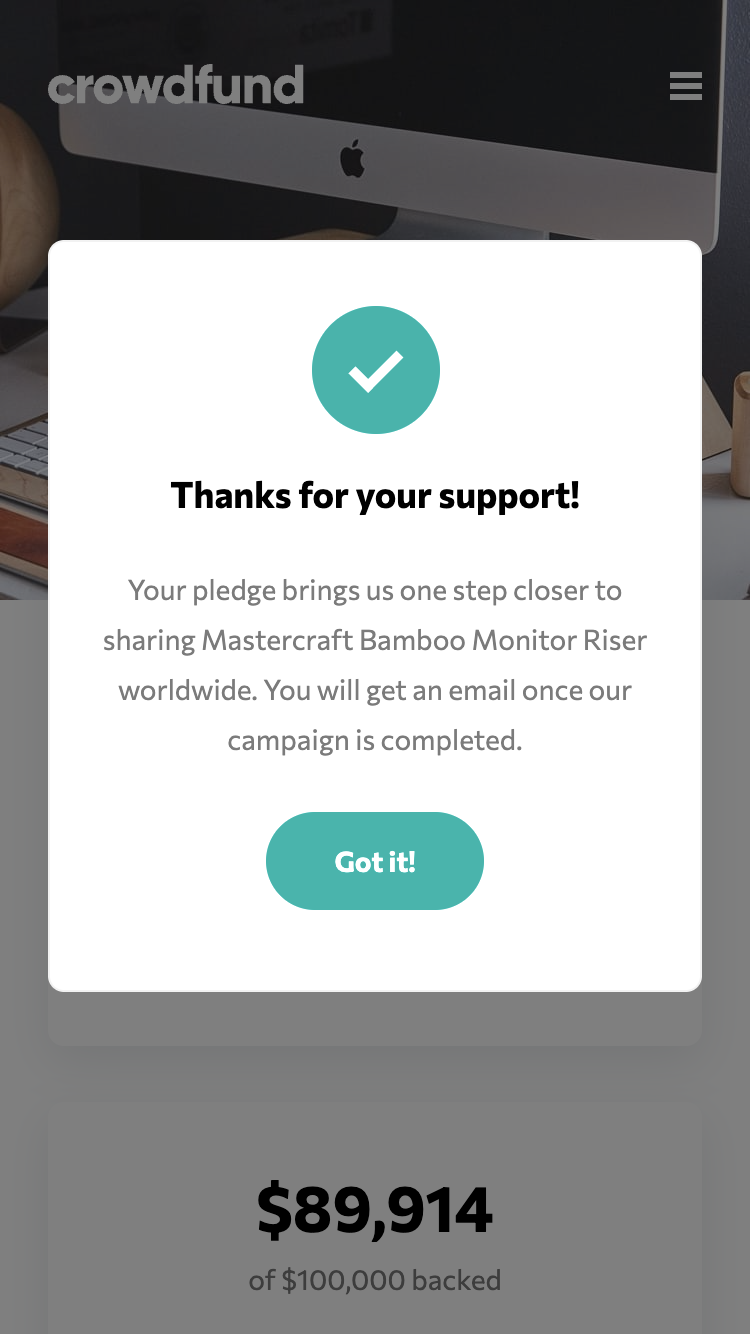 crowdfund
Thanks for your support!
Your pledge brings us one step closer to
sharing Mastercraft Bamboo Monitor Riser
worldwide. You will get an email once our
campaign is completed.
Got it!
$89,914
of $100,000 backed